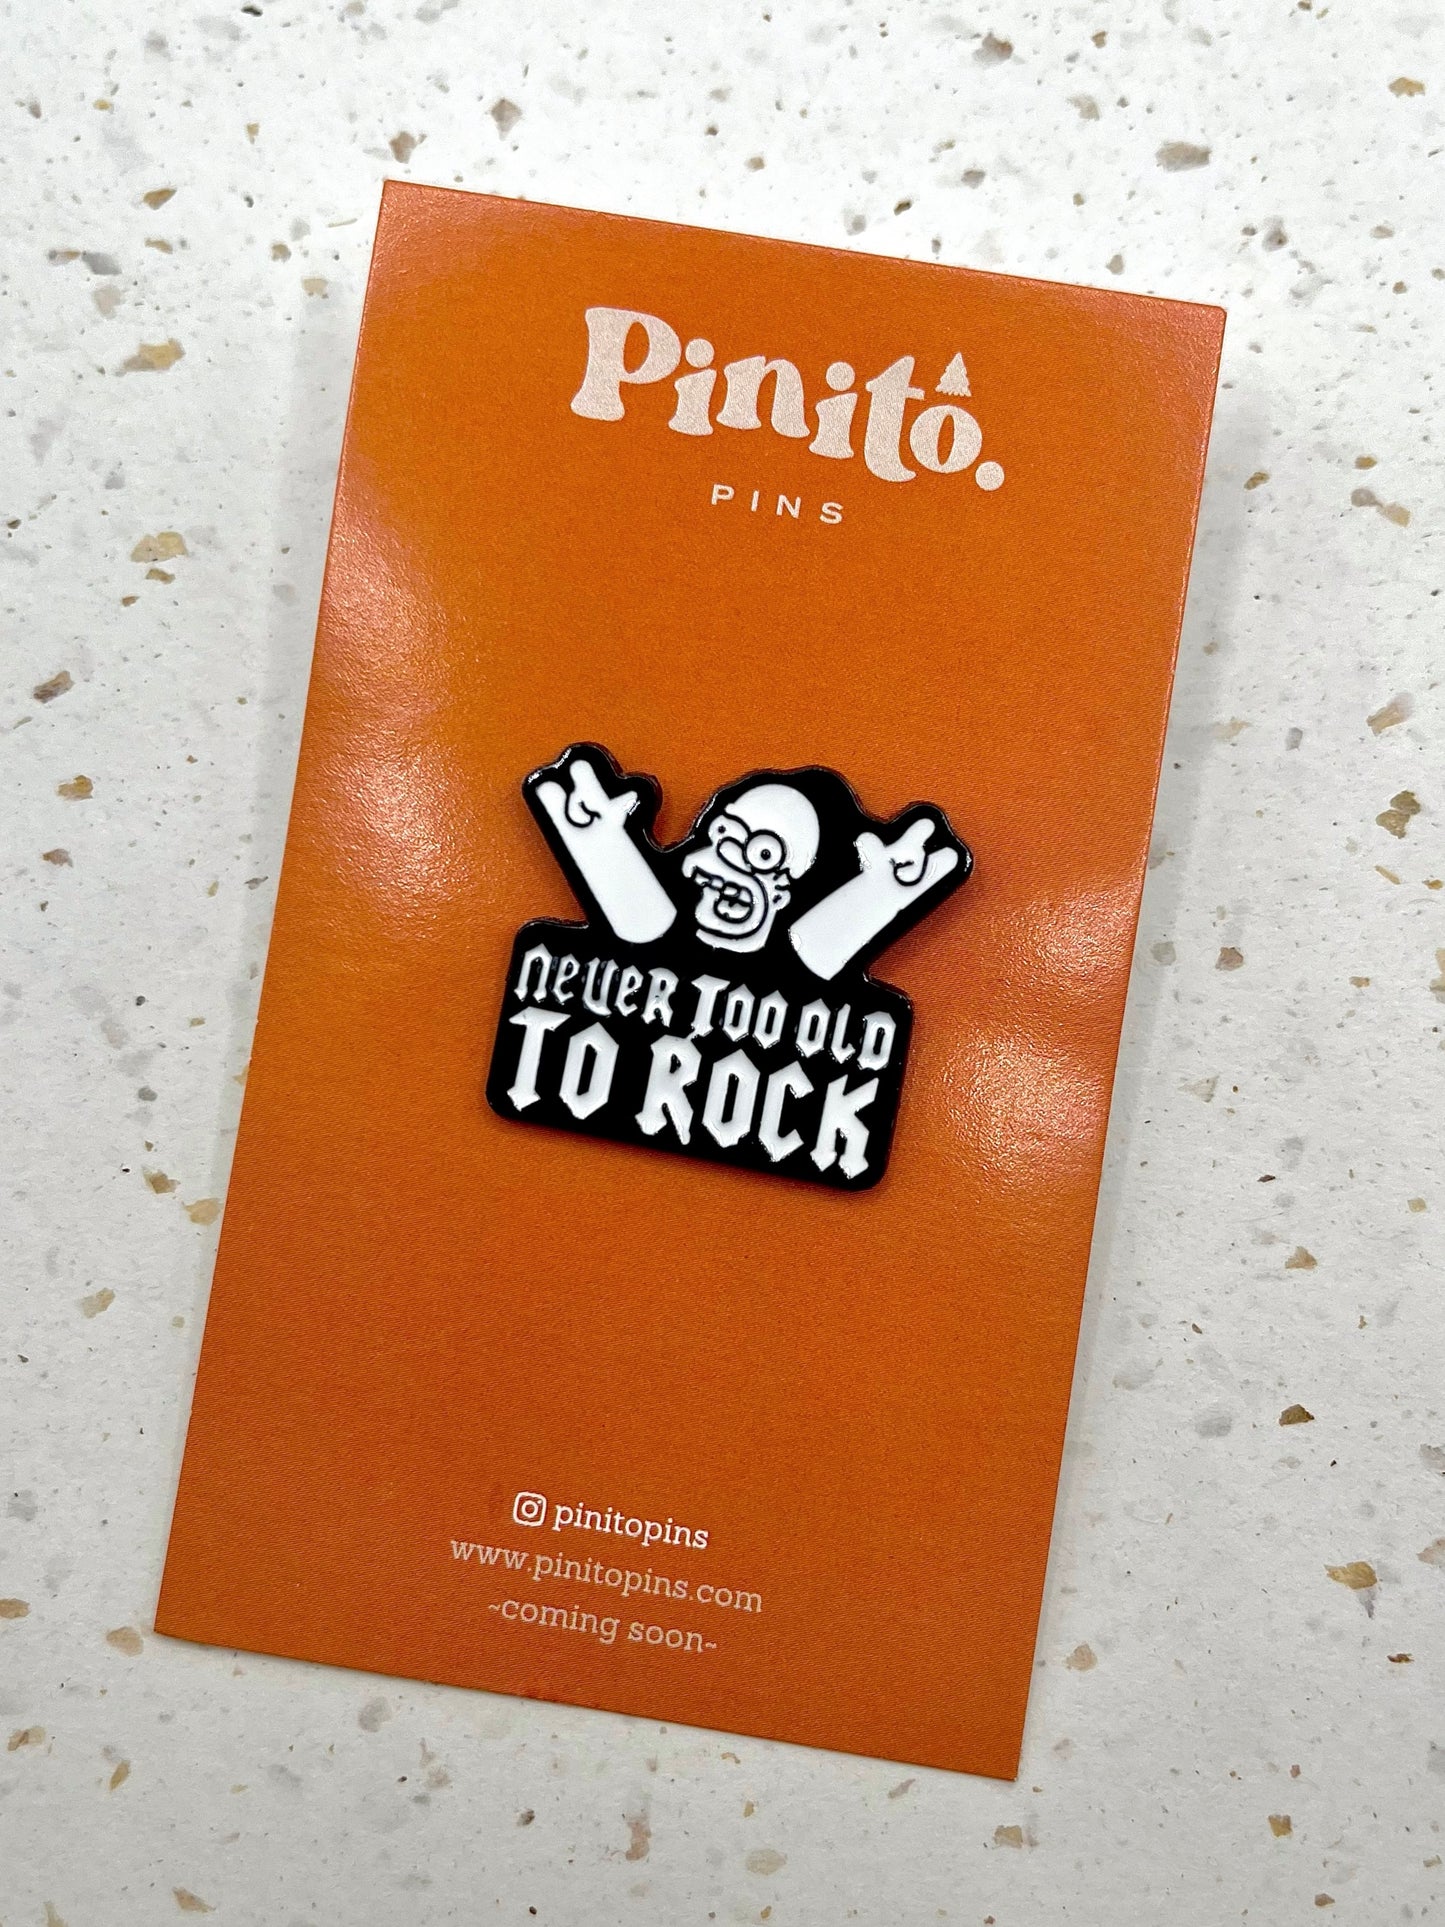 Pinito.
PINS
NEVER TOO OLD
TO ROCK
pinitopins
www.pinitopins.com
~coming soon~